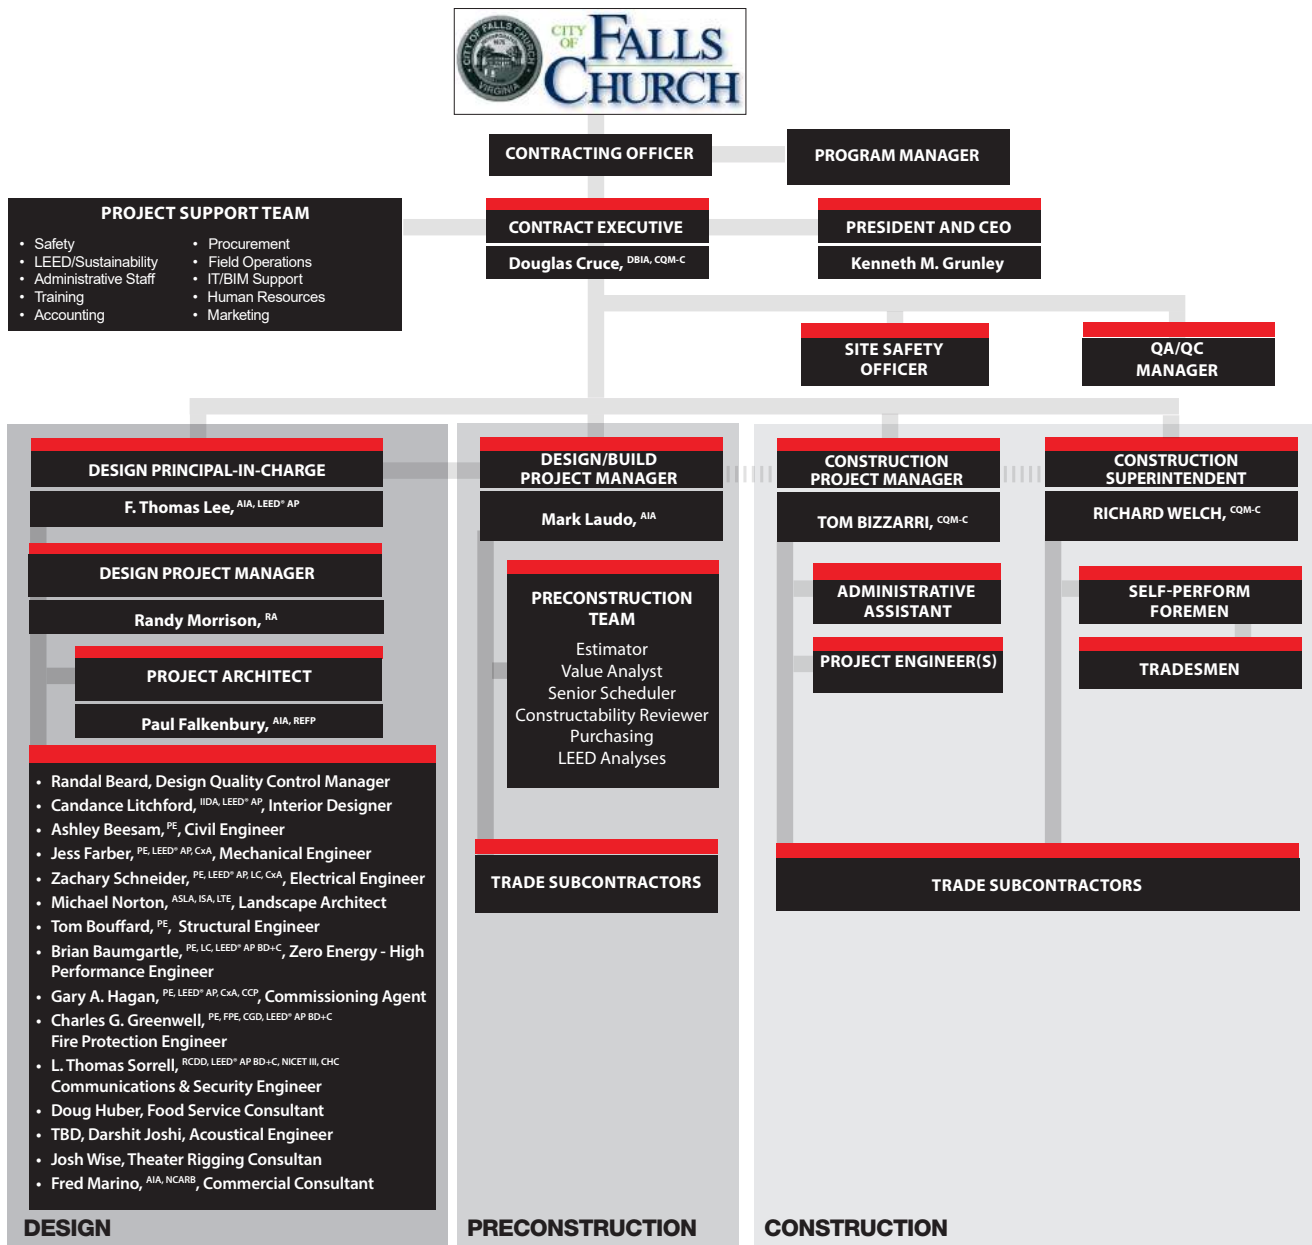 CITY OF FALLS CHURCH
VIRGINIA
CITY OF
FALLS
CHURCH
CONTRACTING OFFICER
PROGRAM MANAGER
PROJECT SUPPORT TEAM
• Safety
• LEED/Sustainability
• Administrative Staff
• Training
• Accounting
• Procurement
• Field Operations
• IT/BIM Support
• Human Resources
• Marketing
CONTRACT EXECUTIVE
Douglas Cruce, DBIA, CQM-C
PRESIDENT AND CEO
Kenneth M. Grunley
SITE SAFETY
OFFICER
QA/QC
MANAGER
DESIGN PRINCIPAL-IN-CHARGE
F. Thomas Lee, AIA, LEED® AP
DESIGN PROJECT MANAGER
Randy Morrison, RA
PROJECT ARCHITECT
Paul Falkenbury, AIA, REFP
• Randal Beard, Design Quality Control Manager
• Candance Litchford, IIDA, LEED® AP, Interior Designer
• Ashley Beesam, PE, Civil Engineer
• Jess Farber, PE, LEED® AP, CxA, Mechanical Engineer
• Zachary Schneider, PE, LEED® AP, LC, CxA, Electrical Engineer
• Michael Norton, ASLA, ISA, LTE, Landscape Architect
• Tom Bouffard, PE, Structural Engineer
• Brian Baumgartle, PE, LC, LEED® AP BD+C, Zero Energy - High
Performance Engineer
• Gary A. Hagan, PE, LEED® AP, CxA, CCP, Commissioning Agent
• Charles G. Greenwell, PE, FPE, CGD, LEED® AP BD+C
Fire Protection Engineer
• L. Thomas Sorrell, RCDD, LEED® AP BD+C, NICET III, CHC
Communications & Security Engineer
• Doug Huber, Food Service Consultant
• TBD, Darshit Joshi, Acoustical Engineer
• Josh Wise, Theater Rigging Consultan
• Fred Marino, AIA, NCARB, Commercial Consultant
DESIGN
DESIGN/BUILD
PROJECT MANAGER
Mark Laudo, AIA
PRECONSTRUCTION
TEAM
Estimator
Value Analyst
Senior Scheduler
Constructability Reviewer
Purchasing
LEED Analyses
TRADE SUBCONTRACTORS
PRECONSTRUCTION
CONSTRUCTION
PROJECT MANAGER
TOM BIZZARRI, CQM-C
ADMINISTRATIVE
ASSISTANT
PROJECT ENGINEER(S)
CONSTRUCTION
SUPERINTENDENT
RICHARD WELCH, CQM-C
SELF-PERFORM
FOREMEN
TRADESMEN
TRADE SUBCONTRACTORS
CONSTRUCTION